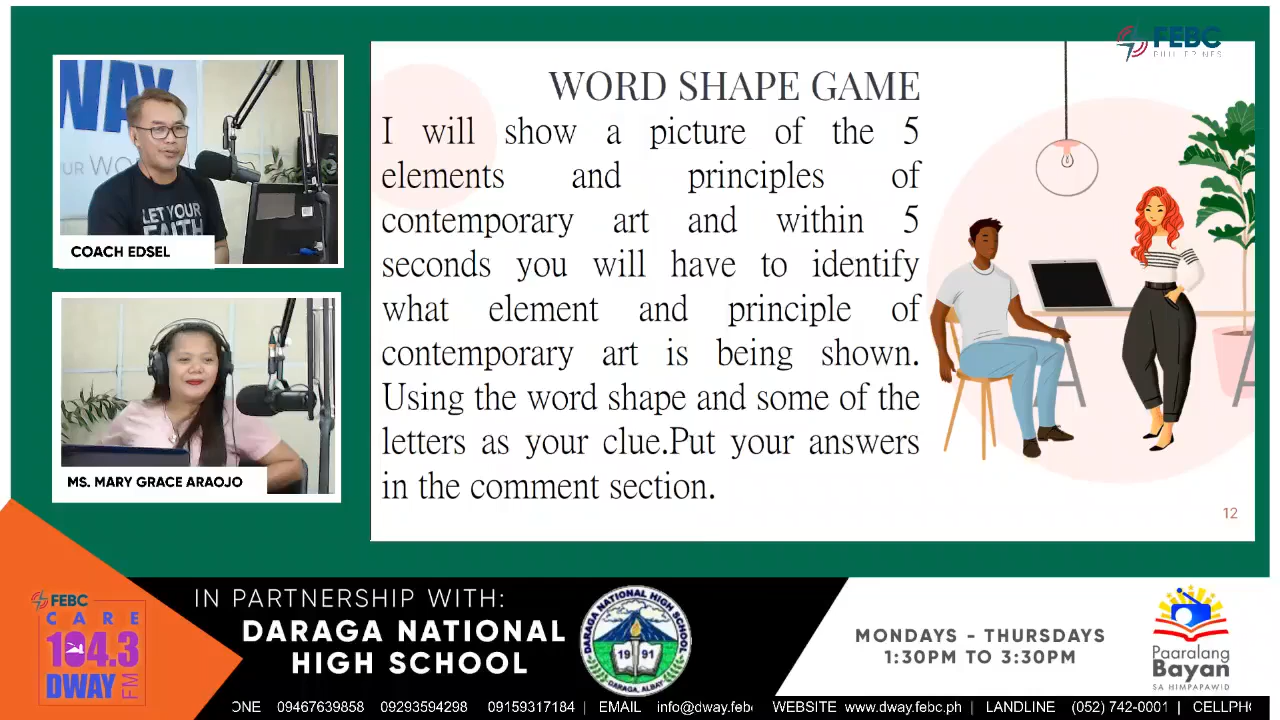 FEBC
PHILIPPINES
WAY
UR WO
LET YOUR
FAITH
COACH EDSEL
MS. MARY GRACE ARAOJO
WORD SHAPE GAME
I will show a picture of the 5
elements and principles of
contemporary art and within 5
seconds you will have to identify
what element and principle of
contemporary art is being shown.
Using the word shape and some of the
letters as your clue.Put your answers
in the comment section.
12
FEBC
CARE
104.3
DWAY
FM
IN PARTNERSHIP WITH:
DARAGA NATIONAL
HIGH SCHOOL
DARAGA NATIONAL HIGH SCHOOL
1991
DARAGA, ALBAY
MONDAYS - THURSDAYS
1:30PM TO 3:30PM
Paaralang
Bayan
SA HIMPAPAWID
ONE 09467639858 09293594298 09159317184 | EMAIL info@dway.febc WEBSITE www.dway.febc.ph | LANDLINE (052) 742-0001 | CELLPH